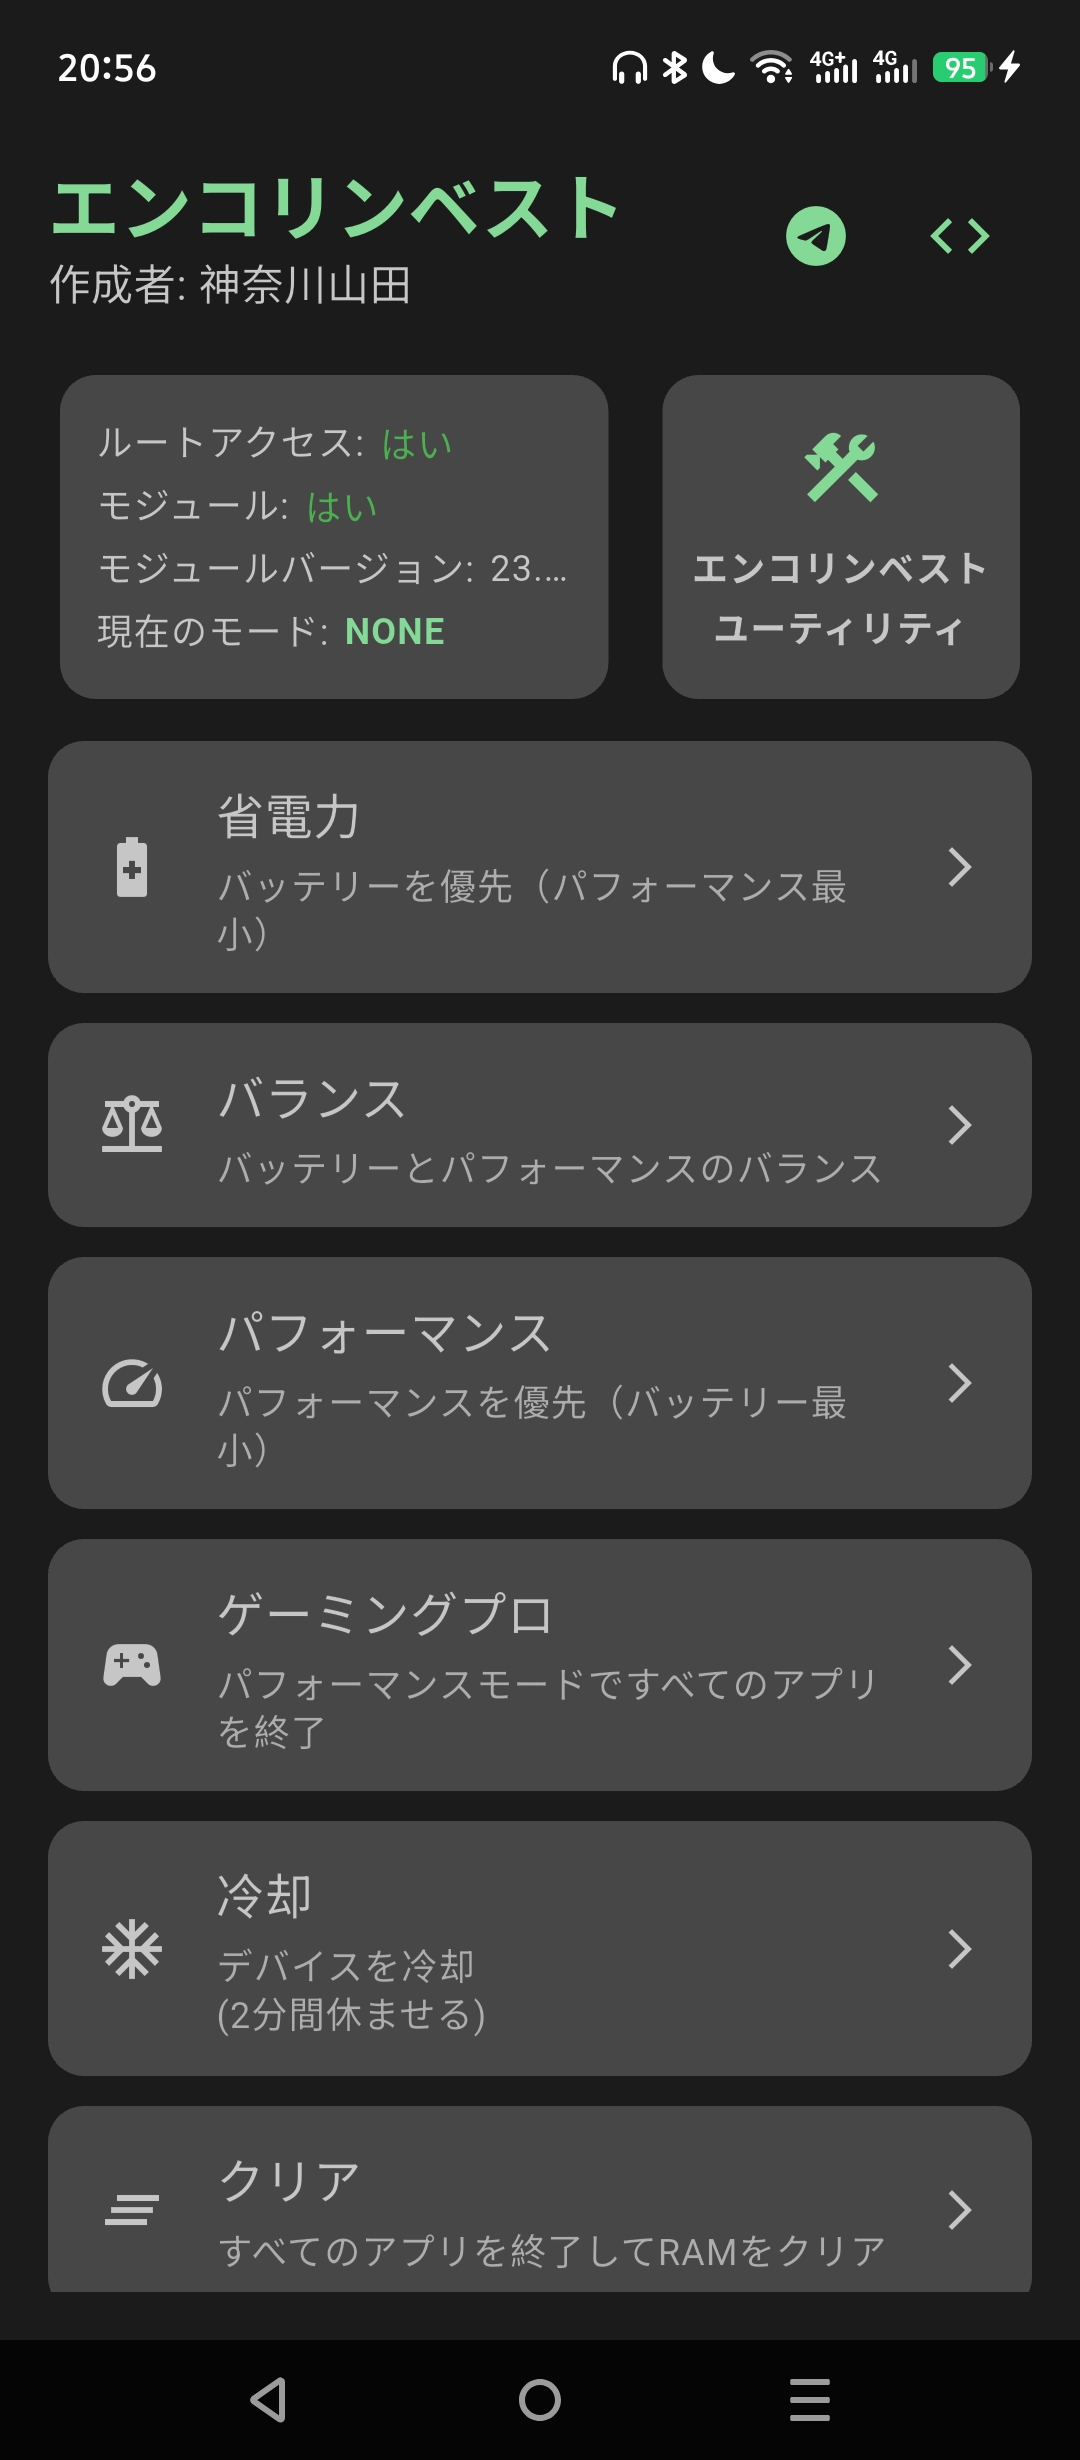 20:56
4G+
4G
95
エンコリンベスト
作成者: 神奈川山田
ルートアクセス: はい
モジュール: はい
モジュールバージョン: 23.…
現在のモード: NONE
エンコリンベスト
ユーティリティ
省電力
バッテリーを優先（パフォーマンス最
小）
バランス
バッテリーとパフォーマンスのバランス
パフォーマンス
パフォーマンスを優先（バッテリー最
小）
ゲーミングプロ
パフォーマンスモードですべてのアプリ
を終了
冷却
デバイスを冷却
(2分間休ませる)
クリア
すべてのアプリを終了してRAMをクリア